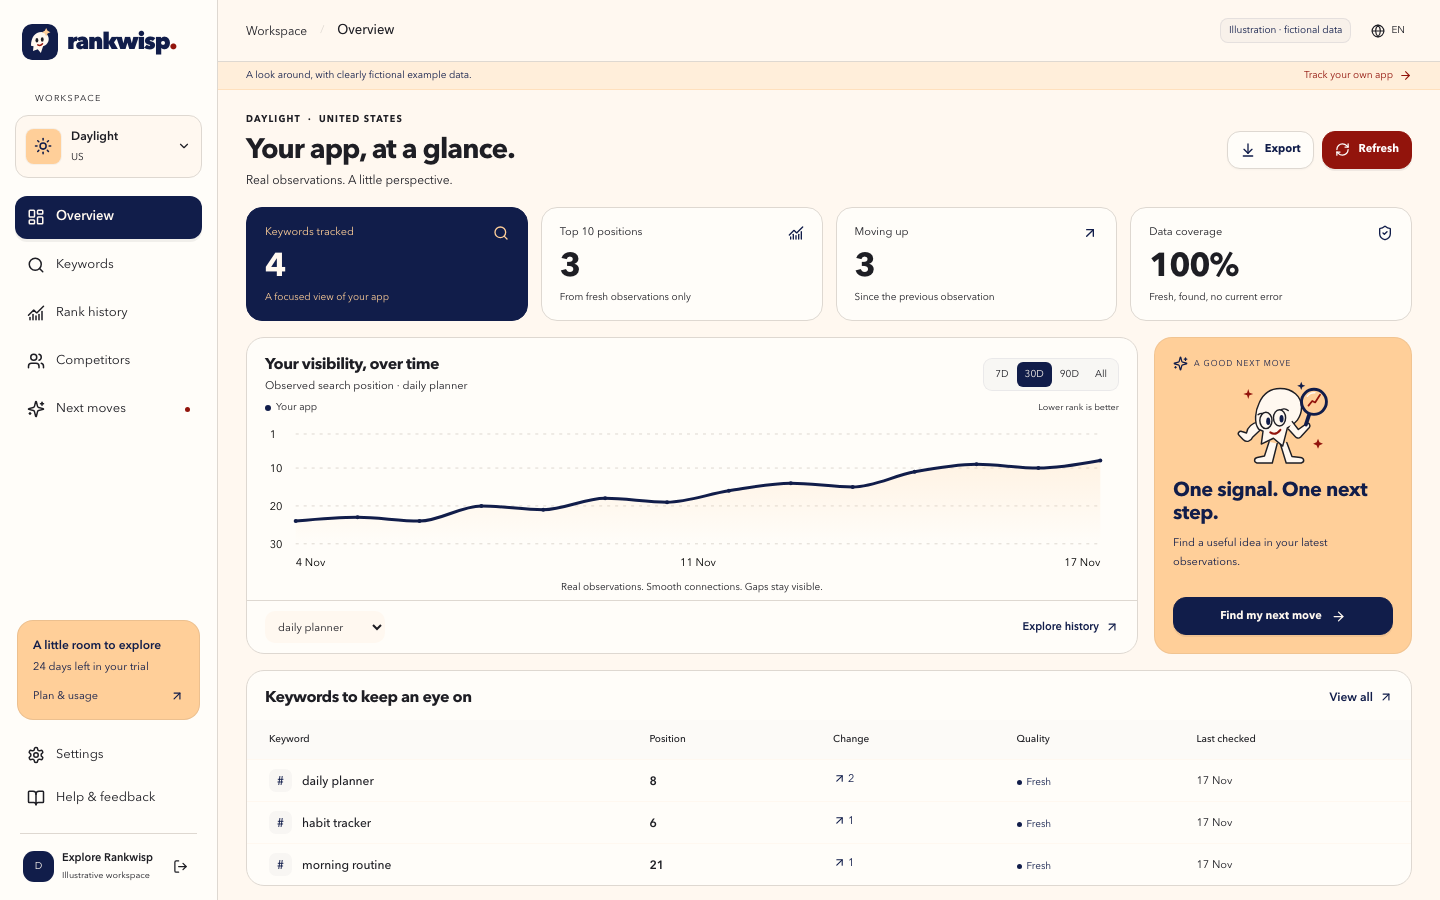 rankwisp.
WORKSPACE
Daylight
US
Overview
Keywords
Rank history
Competitors
Next moves
A little room to explore
24 days left in your trial
Plan & usage
Settings
Help & feedback
D
Explore Rankwisp
Illustrative workspace
Workspace / Overview
Illustration · fictional data
EN
A look around, with clearly fictional example data.
Track your own app
DAYLIGHT · UNITED STATES
Your app, at a glance.
Real observations. A little perspective.
Export
Refresh
Keywords tracked
4
A focused view of your app
Top 10 positions
3
From fresh observations only
Moving up
3
Since the previous observation
Data coverage
100%
Fresh, found, no current error
Your visibility, over time
Observed search position · daily planner
7D 30D 90D All
Your app
Lower rank is better
1
10
20
30
4 Nov 11 Nov 17 Nov
Real observations. Smooth connections. Gaps stay visible.
daily planner
Explore history
A GOOD NEXT MOVE
One signal. One next
step.
Find a useful idea in your latest
observations.
Find my next move
Keywords to keep an eye on
View all
Keyword Position Change Quality Last checked
# daily planner 8 2 Fresh 17 Nov
# habit tracker 6 1 Fresh 17 Nov
# morning routine 21 1 Fresh 17 Nov